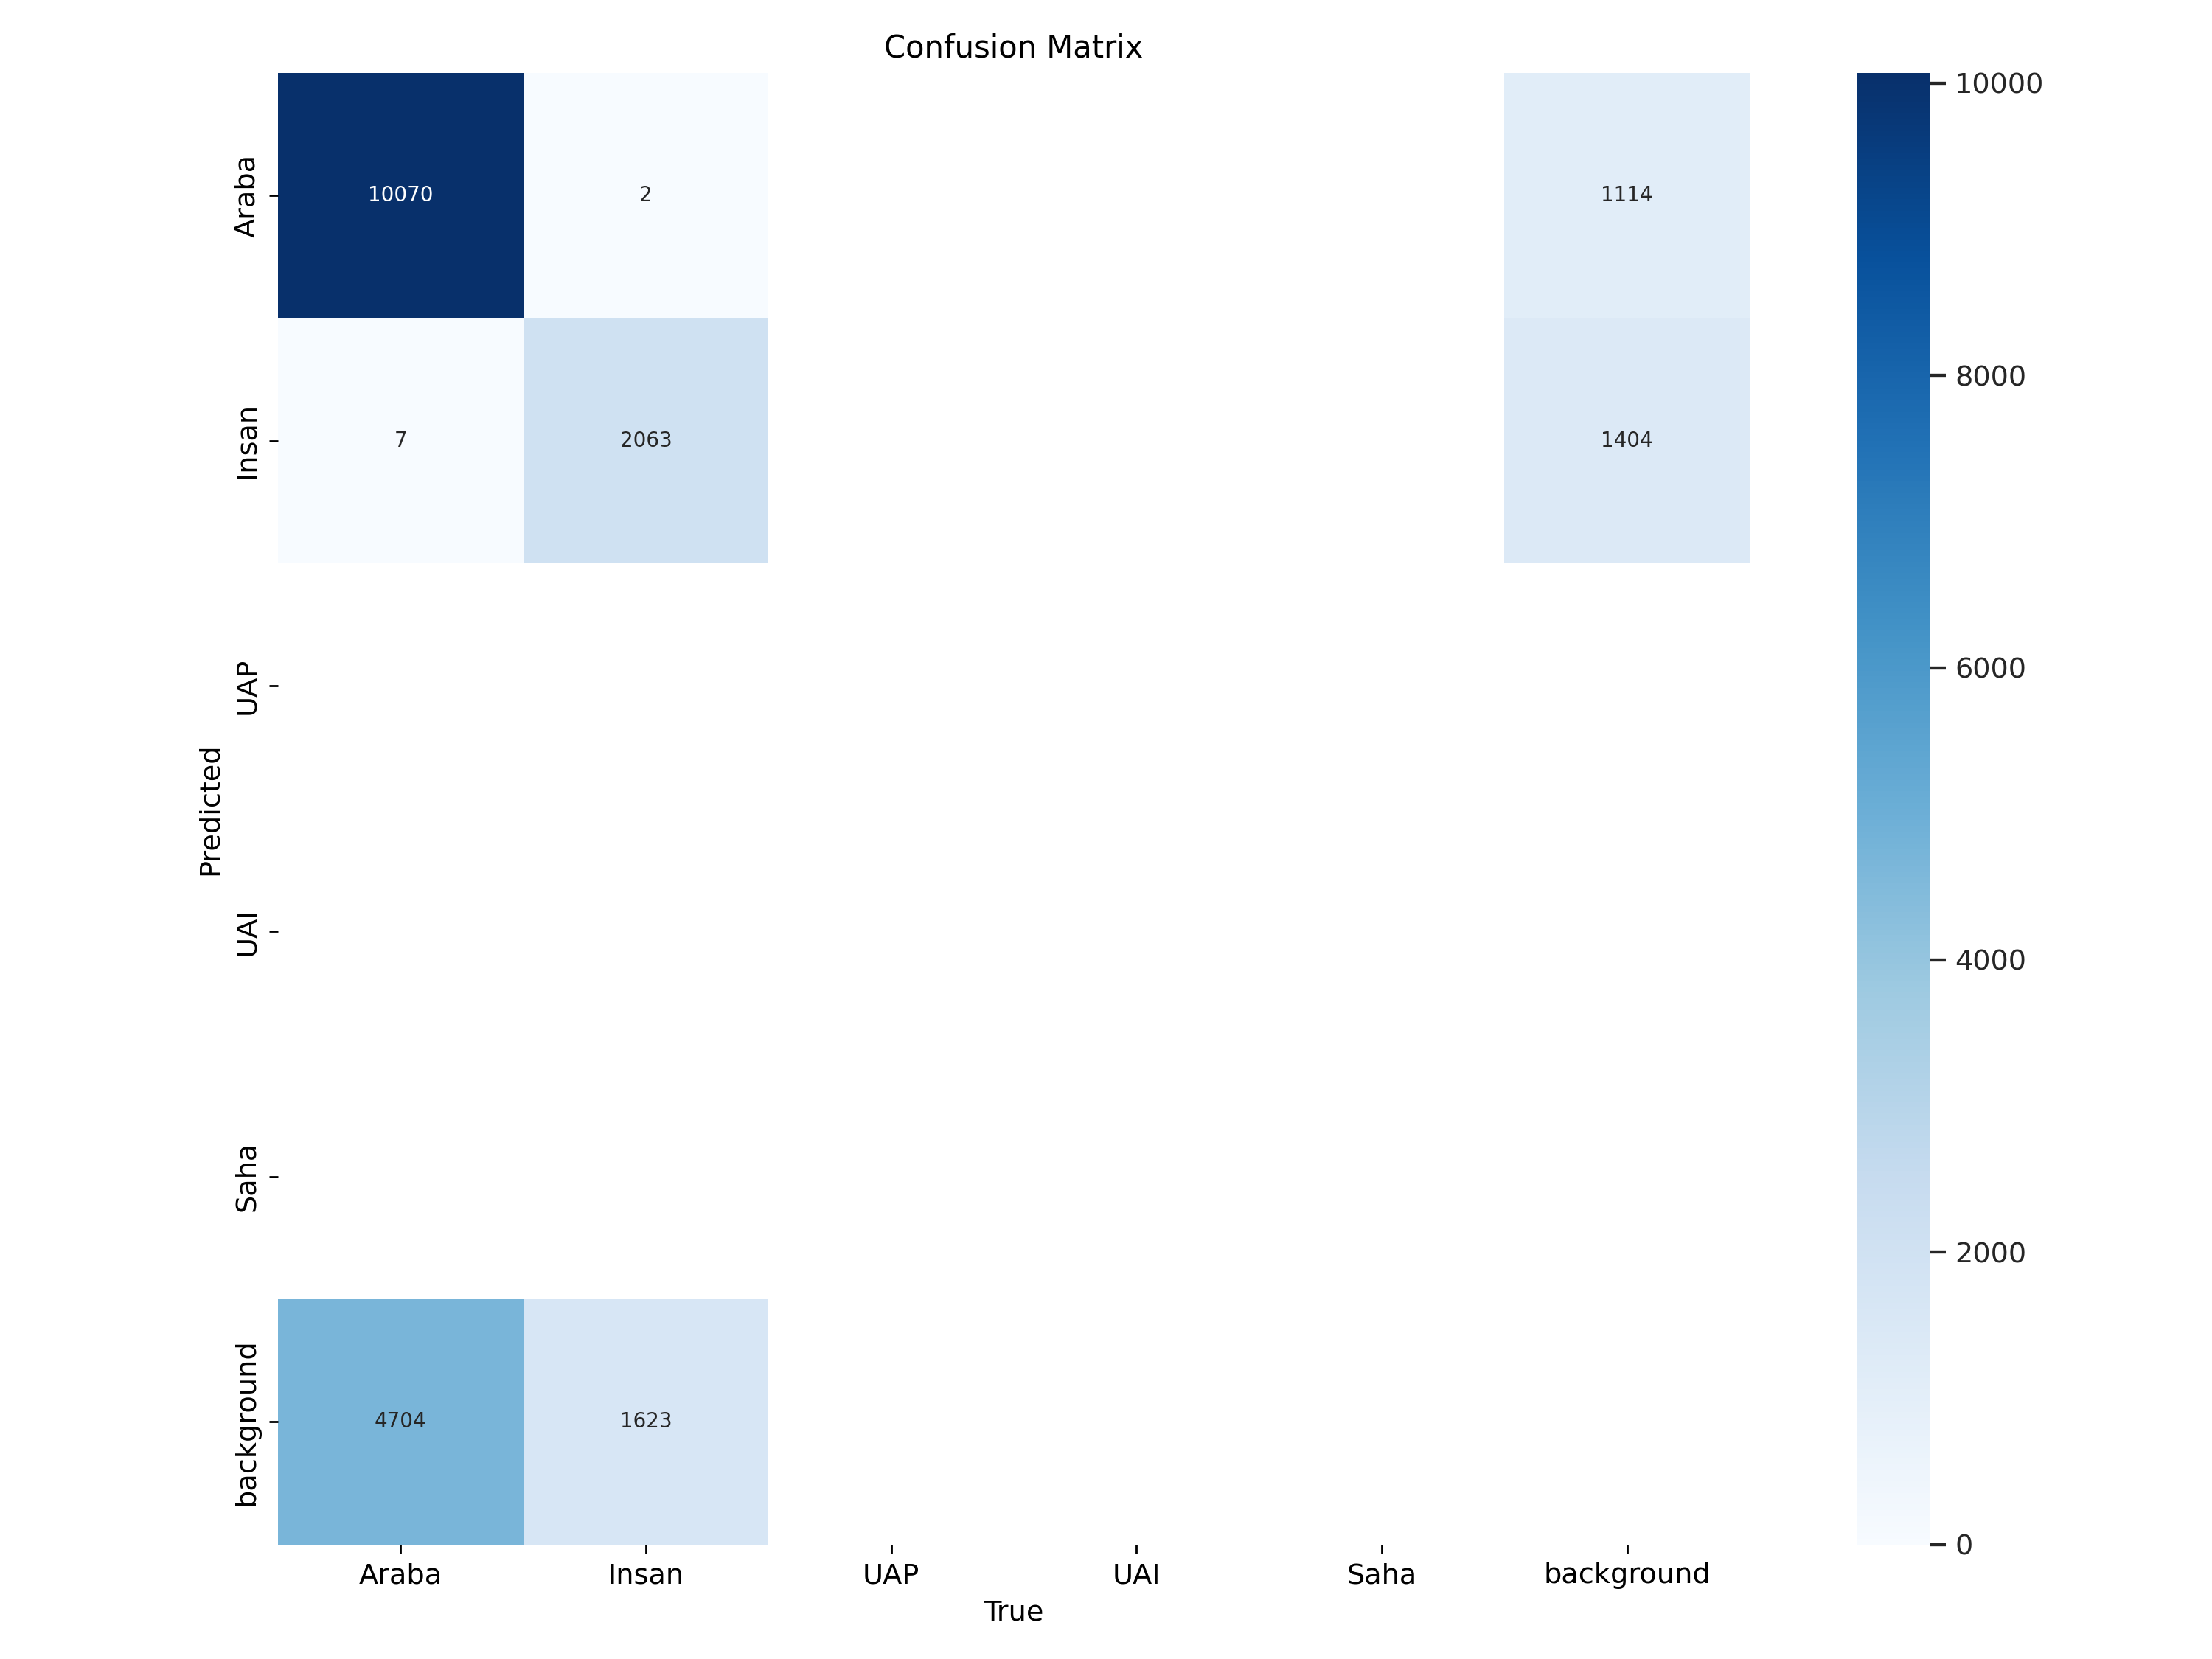 Confusion Matrix
Araba
10070
2
1114
10000
Insan
7
2063
1404
8000
UAP
6000
Predicted
UAI
4000
Saha
2000
background
4704
1623
0
Araba
Insan
UAP
UAI
Saha
background
True